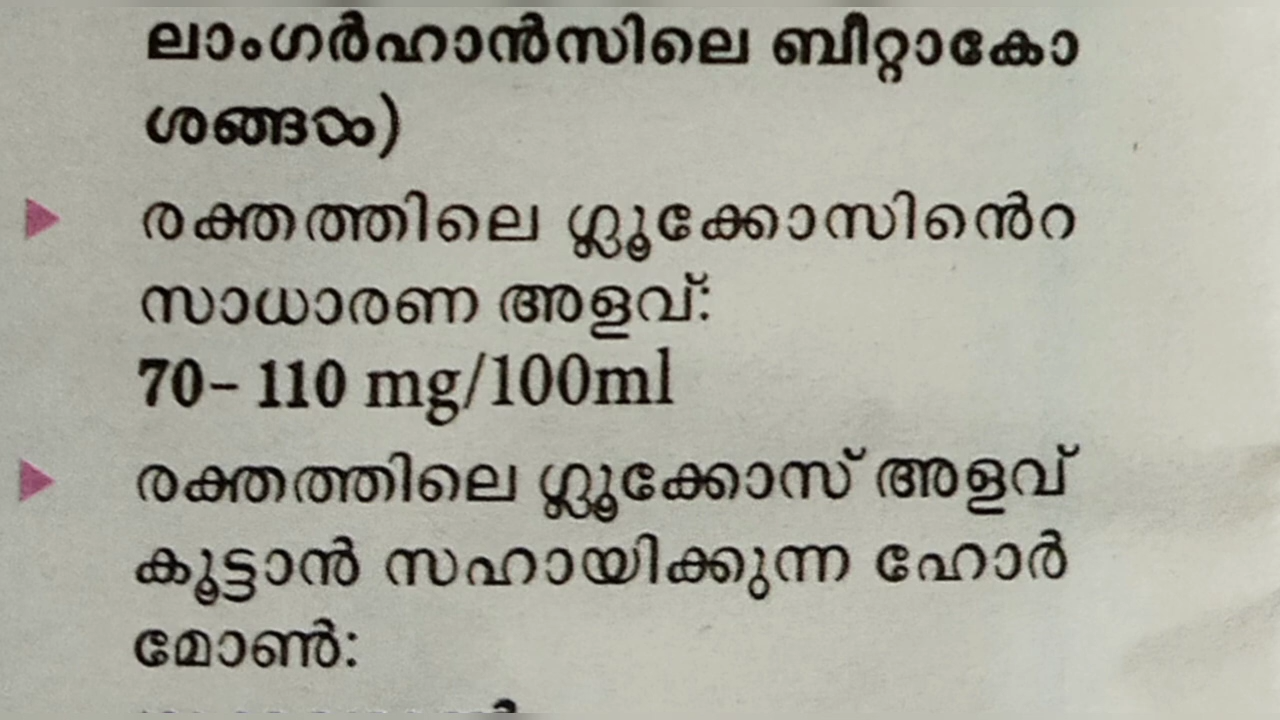 ലാംഗർഹാൻസിലെ ബീറ്റാകോ
ശങ്ങൾ)
രക്തത്തിലെ ഗ്ലൂക്കോസിൻെറ
സാധാരണ അളവ്:
70- 110 mg/100ml
രക്തത്തിലെ ഗ്ലൂക്കോസ് അളവ്
കൂട്ടാൻ സഹായിക്കുന്ന ഹോർ
മോൺ: